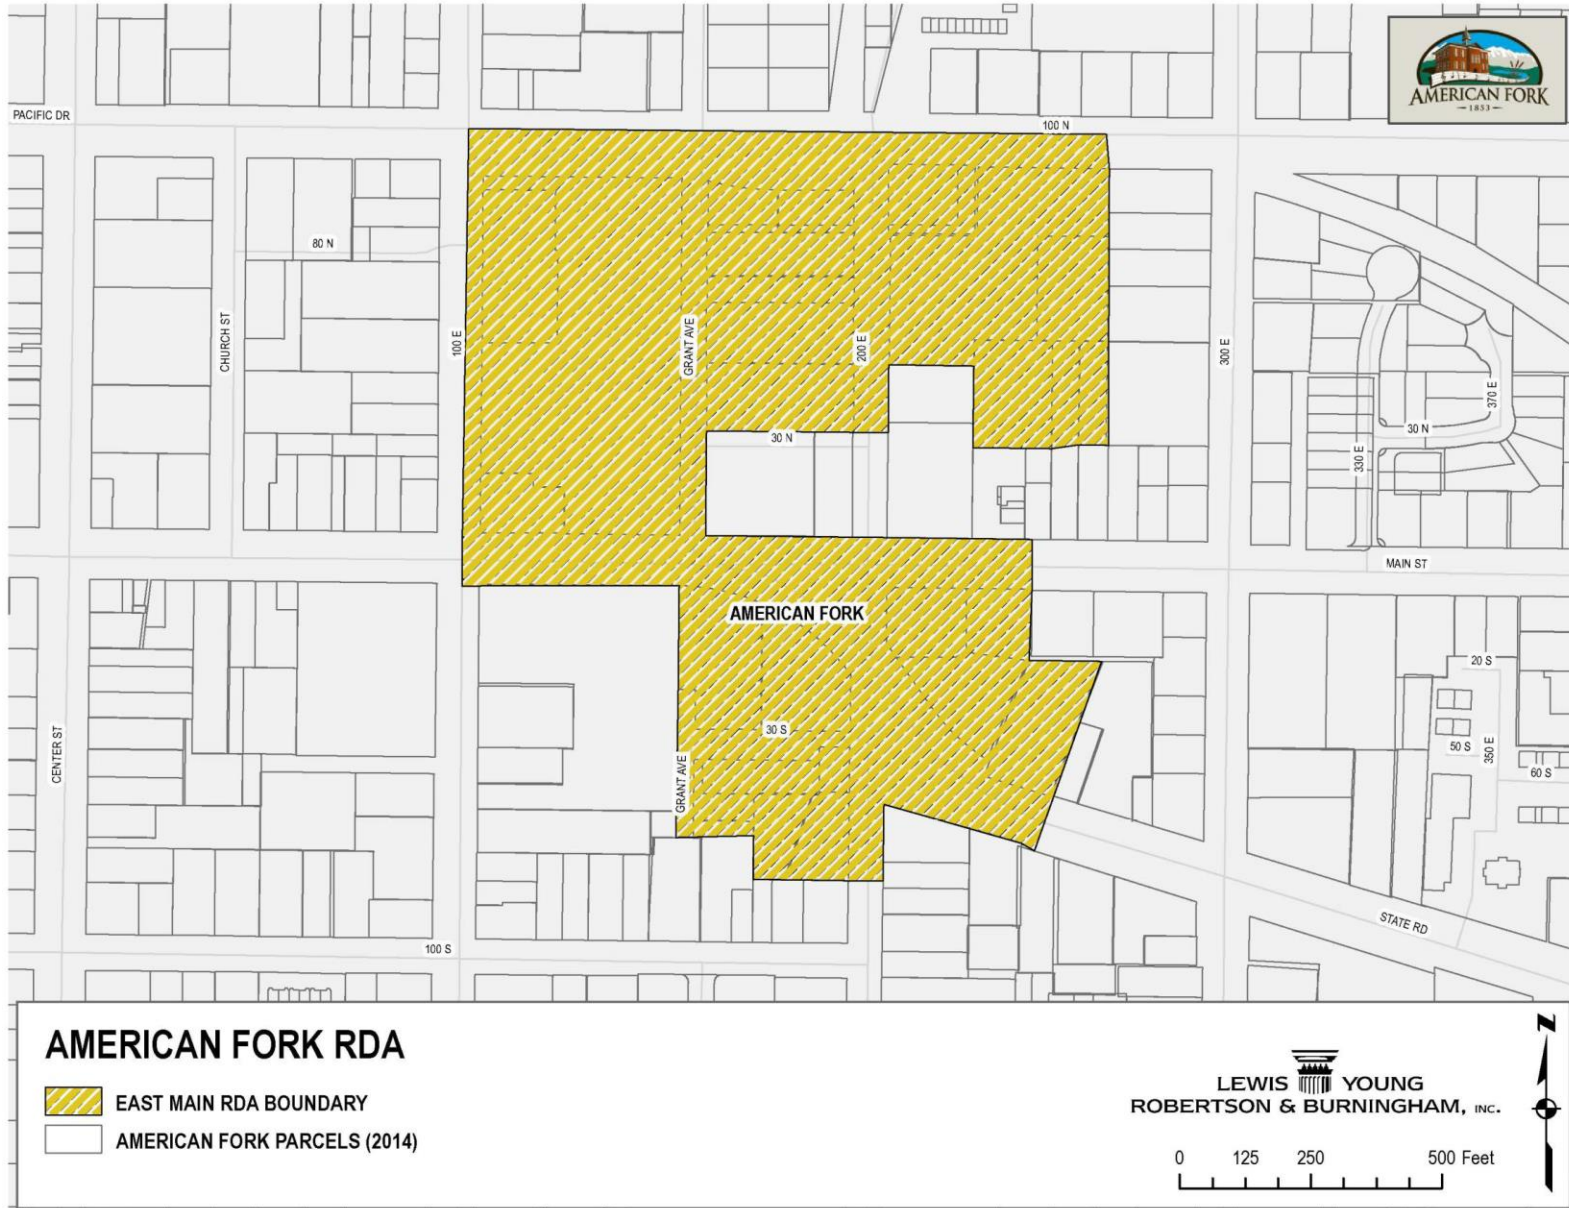 AMERICAN FORK
1853
PACIFIC DR
100 N
80 N
CHURCH ST
100 E
GRANT AVE
200 E
300 E
370 E
30 N
30 N
330 E
MAIN ST
AMERICAN FORK
20 S
30 S
CENTER ST
GRANT AVE
50 S
350 E
60 S
STATE RD
100 S
AMERICAN FORK RDA
EAST MAIN RDA BOUNDARY
AMERICAN FORK PARCELS (2014)
LEWIS YOUNG
ROBERTSON & BURNINGHAM, INC.
N
0 125 250 500 Feet